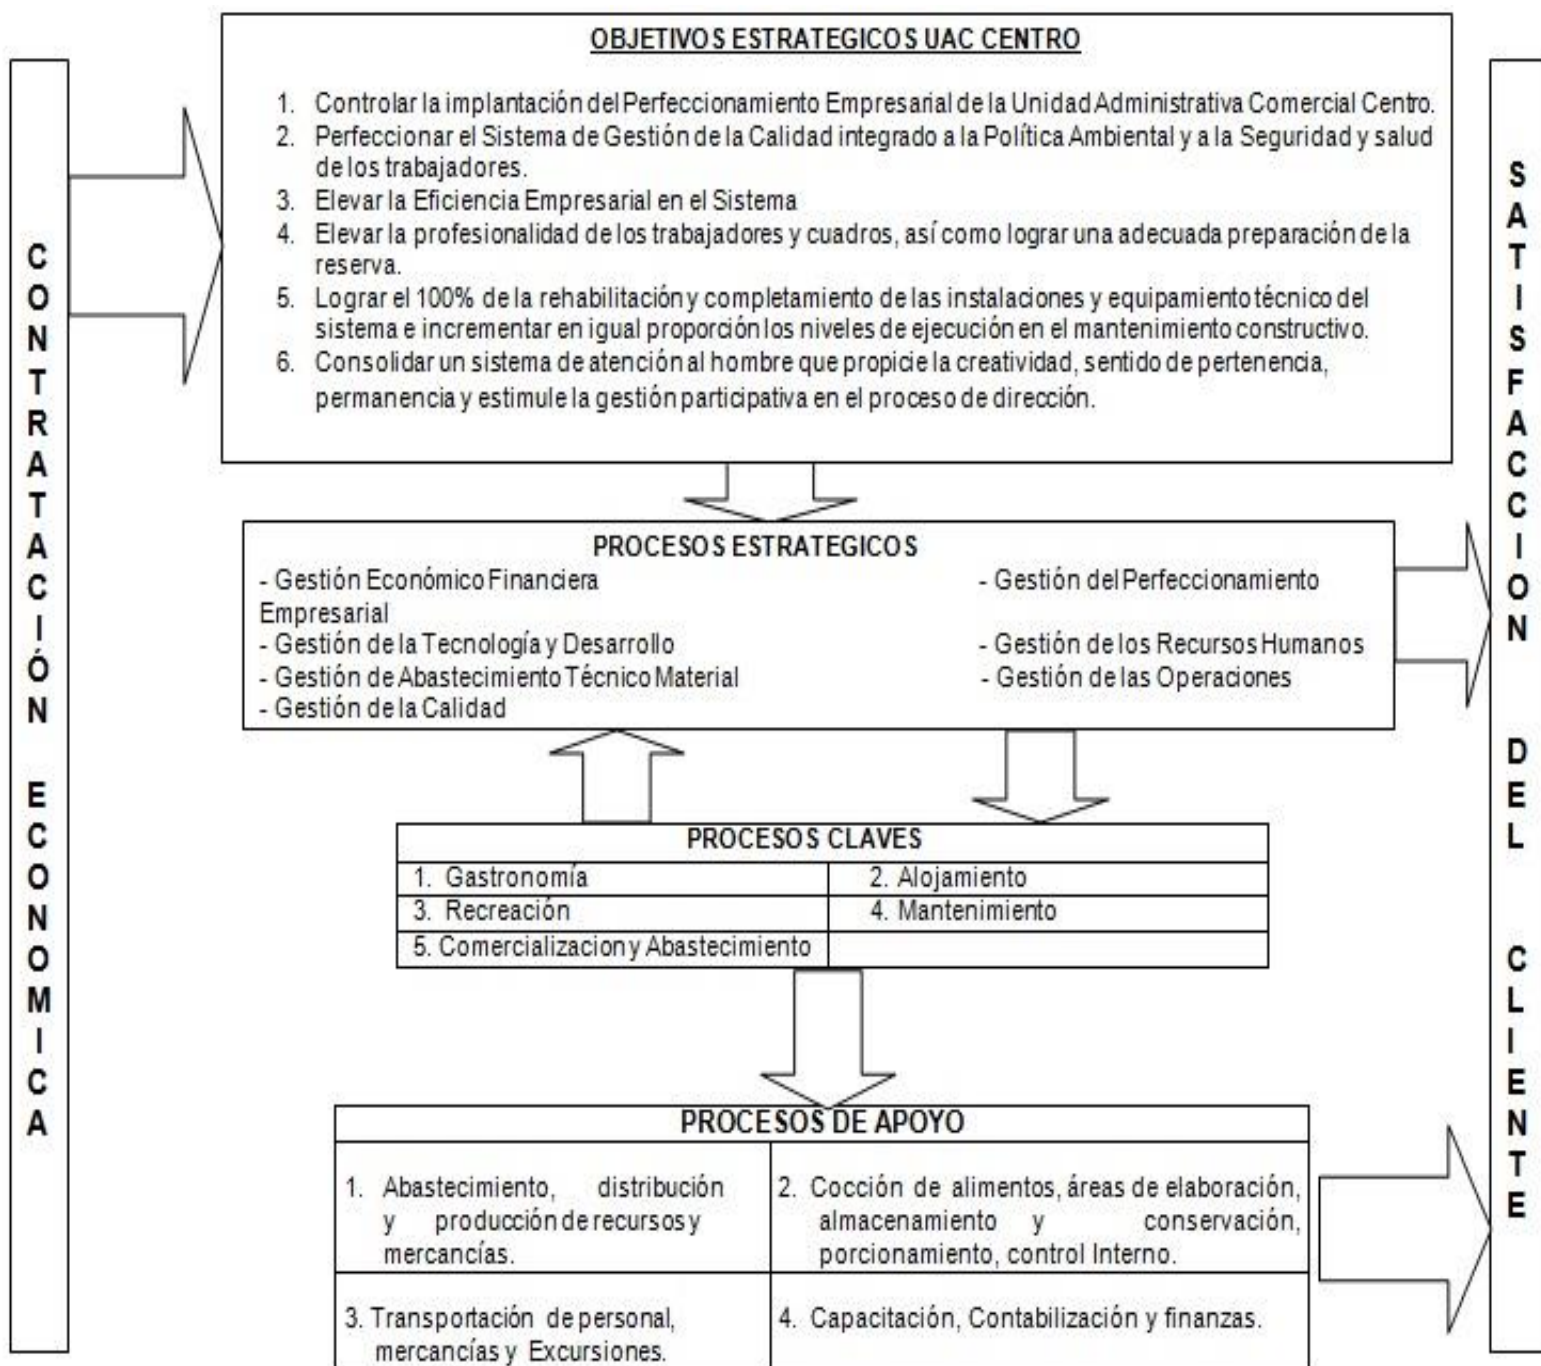 CONTRATACIÓN ECONOMICA
OBJETIVOS ESTRATEGICOS UAC CENTRO
1. Controlar la implantación del Perfeccionamiento Empresarial de la Unidad Administrativa Comercial Centro.
2. Perfeccionar el Sistema de Gestión de la Calidad integrado a la Política Ambiental y a la Seguridad y salud
de los trabajadores.
3. Elevar la Eficiencia Empresarial en el Sistema
4. Elevar la profesionalidad de los trabajadores y cuadros, así como lograr una adecuada preparación de la
reserva.
5. Lograr el 100% de la rehabilitación y completamiento de las instalaciones y equipamiento técnico del
sistema e incrementar en igual proporción los niveles de ejecución en el mantenimiento constructivo.
6. Consolidar un sistema de atención al hombre que propicie la creatividad, sentido de pertenencia,
permanencia y estimule la gestión participativa en el proceso de dirección.
PROCESOS ESTRATEGICOS
- Gestión Económico Financiera - Gestión del Perfeccionamiento
Empresarial
- Gestión de la Tecnología y Desarrollo - Gestión de los Recursos Humanos
- Gestión de Abastecimiento Técnico Material - Gestión de las Operaciones
- Gestión de la Calidad
PROCESOS CLAVES
1. Gastronomía 2. Alojamiento
3. Recreación 4. Mantenimiento
5. Comercializacion y Abastecimiento
PROCESOS DE APOYO
1. Abastecimiento, distribución
y producción de recursos y
mercancías.
2. Cocción de alimentos, áreas de elaboración,
almacenamiento y conservación,
porcionamiento, control Interno.
3. Transportación de personal,
mercancías y Excursiones.
4. Capacitación, Contabilización y finanzas.
SATISFACCION DEL CLIENTE